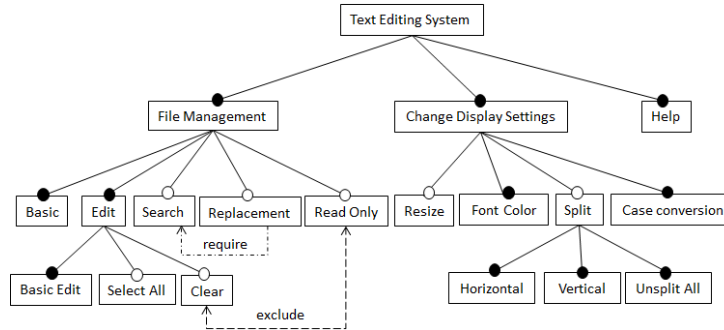 Text Editing System
File Management
Change Display Settings
Help
Basic
Edit
Search
Replacement
Read Only
Resize
Font Color
Split
Case conversion
require
Basic Edit
Select All
Clear
Horizontal
Vertical
Unsplit All
exclude